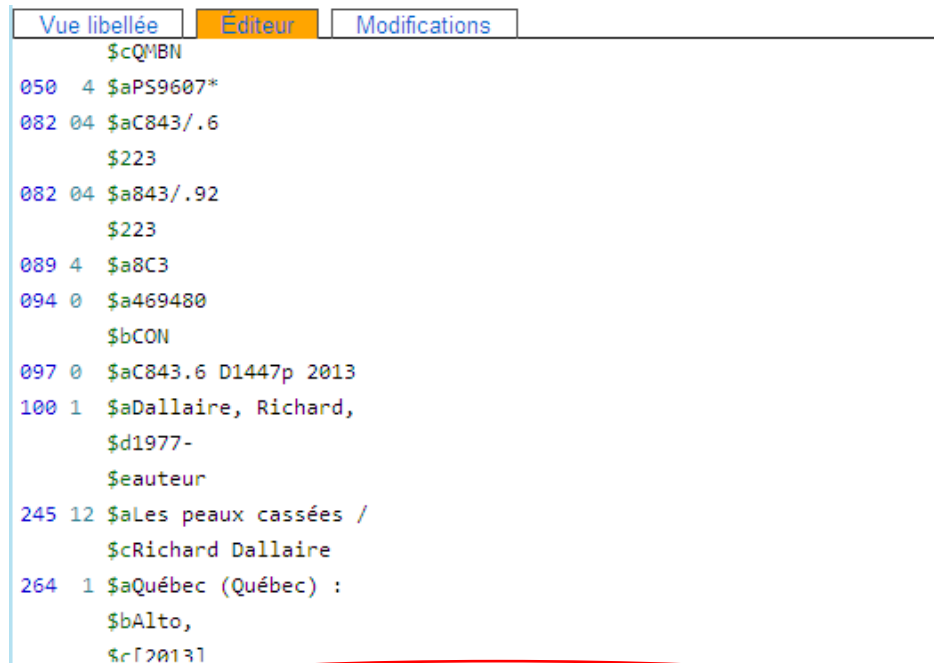 Vue libellée Éditeur Modifications
$cQMBN
050 4 $aPS9607*
082 04 $aC843/.6
$223
082 04 $a843/.92
$223
089 4 $a8C3
094 0 $a469480
$bCON
097 0 $aC843.6 D1447p 2013
100 1 $aDallaire, Richard,
$d1977-
$eauteur
245 12 $aLes peaux cassées /
$cRichard Dallaire
264 1 $aQuébec (Québec) :
$bAlto,
$c[2013]